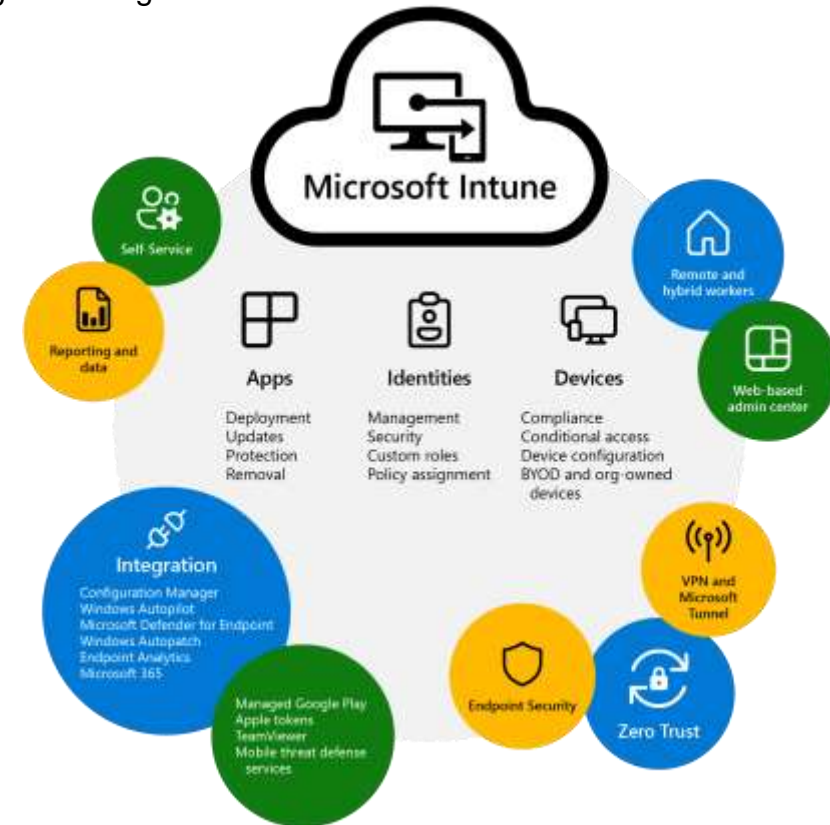 Microsoft Intune
Self-Service
Reporting and
data
Remote and
hybrid workers
Web-based
admin center
Apps
Deployment
Updates
Protection
Removal
Identities
Management
Security
Custom roles
Policy assignment
Devices
Compliance
Conditional access
Device configuration
BYOD and org-owned
devices
Integration
Configuration Manager
Windows Autopilot
Microsoft Defender for Endpoint
Windows Autopatch
Endpoint Analytics
Microsoft 365
Managed Google Play
Apple tokens
TeamViewer
Mobile threat defense
services
VPN and
Microsoft
Tunnel
Endpoint Security
Zero Trust